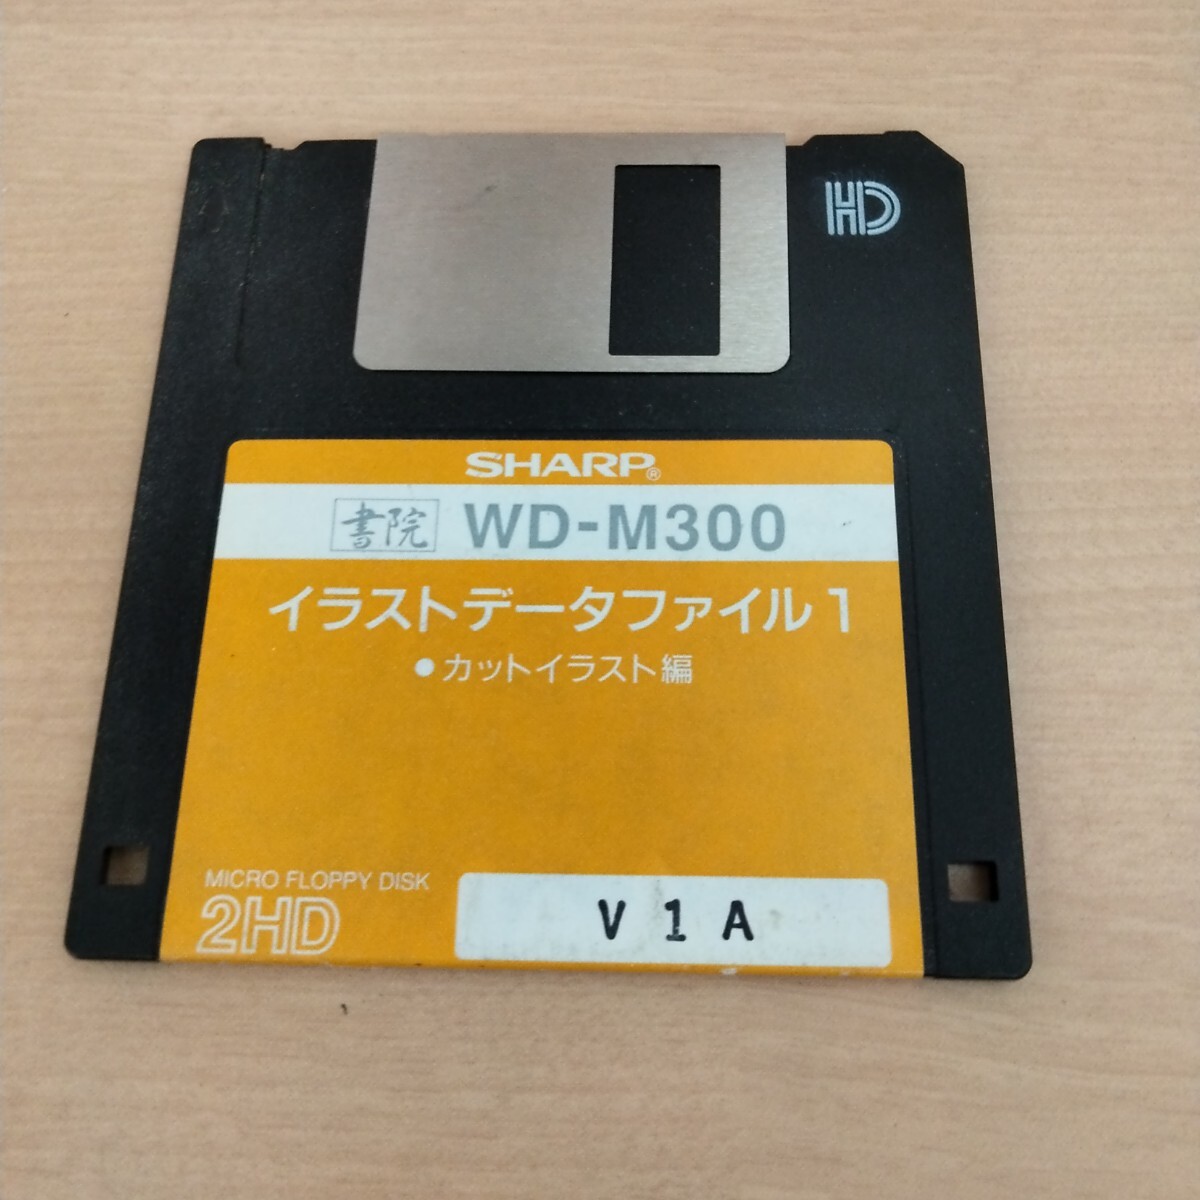 HD
SHARP®
書院 WD-M300
イラストデータファイル1
●カットイラスト編
MICRO FLOPPY DISK
2HD
V 1 A